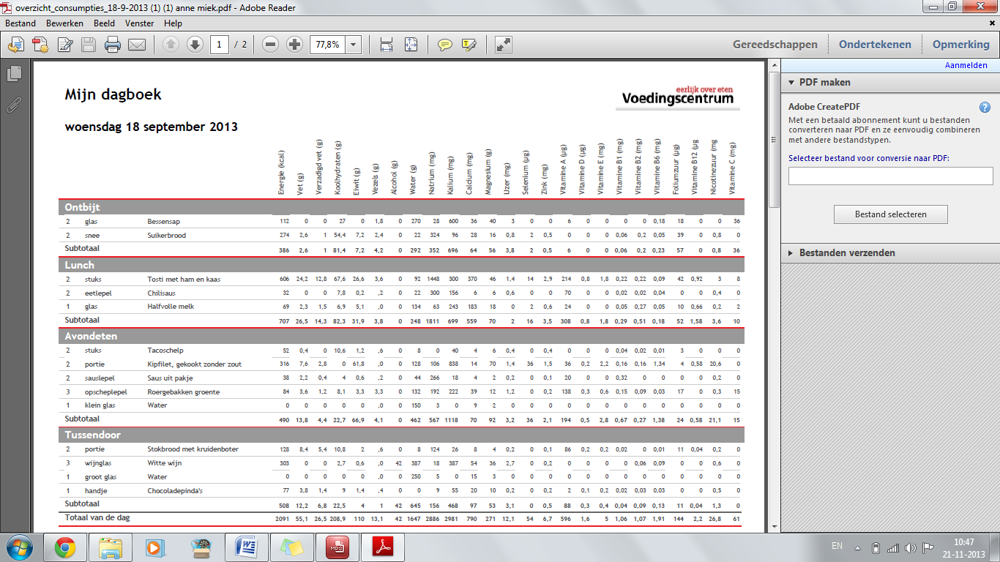 overzicht_consumpties_18-9-2013 (1) (1) anne miek.pdf - Adobe Reader
Bestand Bewerken Beeld Venster Help
1 / 2 77,8% Gereedschappen Ondertekenen Opmerking
Aanmelden
PDF maken
Adobe CreatePDF
Met een betaald abonnement kunt u bestanden
converteren naar PDF en ze eenvoudig combineren
met andere bestandstypen.
Selecteer bestand voor conversie naar PDF:
Bestand selecteren
Bestanden verzenden
Mijn dagboek
eerlijk over eten
Voedingscentrum
woensdag 18 september 2013
Energie (kcal) Vet (g) Verzadigd vet (g) Koolhydraten (g) Eiwit (g) Vezels (g) Alcohol (g) Water (g) Natrium (mg) Kalium (mg) Calcium (mg) Magnesium (g) IJzer (mg) Selenium (µg) Zink (mg) Vitamine A (µg) Vitamine D (µg) Vitamine E (mg) Vitamine B1 (mg) Vitamine B2 (mg) Vitamine B6 (mg) Foliumzuur (µg) Vitamine B12 (µg Nicotinezuur (mg Vitamine C (mg)
Ontbijt
2 glas Bessensap 112 0 0 27 0 1,8 0 270 28 600 36 40 3 0 0 6 0 0 0 0 0,18 18 0 0 36
2 snee Suikerbrood 274 2,6 1 54,4 7,2 2,4 0 22 324 96 28 16 0,8 2 0,5 0 0 0 0,06 0,2 0,05 39 0 0,8 0
Subtotaal 386 2,6 1 81,4 7,2 4,2 0 292 352 696 64 56 3,8 2 0,5 6 0 0 0,06 0,2 0,23 57 0 0,8 36
Lunch
2 stuks Tosti met ham en kaas 606 24,2 12,8 67,6 26,6 3,6 0 92 1448 300 370 46 1,4 14 2,9 214 0,8 1,8 0,22 0,22 0,09 42 0,92 3 8
2 eetlepel Chilisaus 32 0 0 7,8 0,2 ,2 0 22 300 156 6 6 0,6 0 0 70 0 0 0,02 0,02 0,04 0 0 0,4 0
1 glas Halfvolle melk 69 2,3 1,5 6,9 5,1 ,0 0 134 63 243 183 18 0 2 0,6 24 0 0 0,05 0,27 0,05 10 0,66 0,2 2
Subtotaal 707 26,5 14,3 82,3 31,9 3,8 0 248 1811 699 559 70 2 16 3,5 308 0,8 1,8 0,29 0,51 0,18 52 1,58 3,6 10
Avondeten
2 stuks Tacoschelp 52 0,4 0 10,6 1,2 ,6 0 8 0 40 4 6 0,4 0 0,4 0 0 0 0,04 0,02 0,01 3 0 0 0
2 portie Kipfilet, gekookt zonder zout 316 7,6 2,8 0 61,8 ,0 0 128 106 838 14 70 1,4 36 1,5 36 0,2 2,2 0,16 0,16 1,34 4 0,58 20,6 0
2 sauslepel Saus uit pakje 38 2,2 0,4 4 0,6 ,2 0 44 266 18 4 2 0,2 0 0,1 20 0 0 0,32 0 0 0 0 0,2 0
3 opscheplepel Roergebakken groente 84 3,6 1,2 8,1 3,3 3,3 0 132 192 222 39 12 1,2 0 0,2 138 0,3 0,6 0,15 0,09 0,03 17 0 0,3 15
1 klein glas Water 0 0 0 0 0 ,0 0 150 3 0 9 2 0 0 0 0 0 0 0 0 0 0 0 0 0
Subtotaal 490 13,8 4,4 22,7 66,9 4,1 0 462 567 1118 70 92 3,2 36 2,1 194 0,5 2,8 0,67 0,27 1,38 24 0,58 21,1 15
Tussendoor
2 portie Stokbrood met kruidenboter 128 8,4 5,4 10,8 2 ,6 0 8 124 26 8 4 0,2 0 0,1 86 0,2 0,2 0,02 0 0,01 11 0,04 0,2 0
3 wijnglas Witte wijn 303 0 0 2,7 0,6 ,0 42 387 18 387 54 36 2,7 0 0,2 0 0 0 0 0,06 0,09 0 0 0,6 0
1 groot glas Water 0 0 0 0 0 ,0 0 250 5 0 15 3 0 0 0 0 0 0 0 0 0 0 0 0 0
1 handje Chocoladepinda's 77 3,8 1,4 9 1,4 ,4 0 0 9 55 20 10 0,2 0 0,2 2 0,1 0,2 0,02 0,03 0,03 0 0 0,5 0
Subtotaal 508 12,2 6,8 22,5 4 1 42 645 156 468 97 53 3,1 0 0,5 88 0,3 0,4 0,04 0,09 0,13 11 0,04 1,3 0
Totaal van de dag 2091 55,1 26,5 208,9 110 13,1 42 1647 2886 2981 790 271 12,1 54 6,7 596 1,6 5 1,06 1,07 1,91 144 2,2 26,8 61
MP3
EN 10:47
21-11-2013